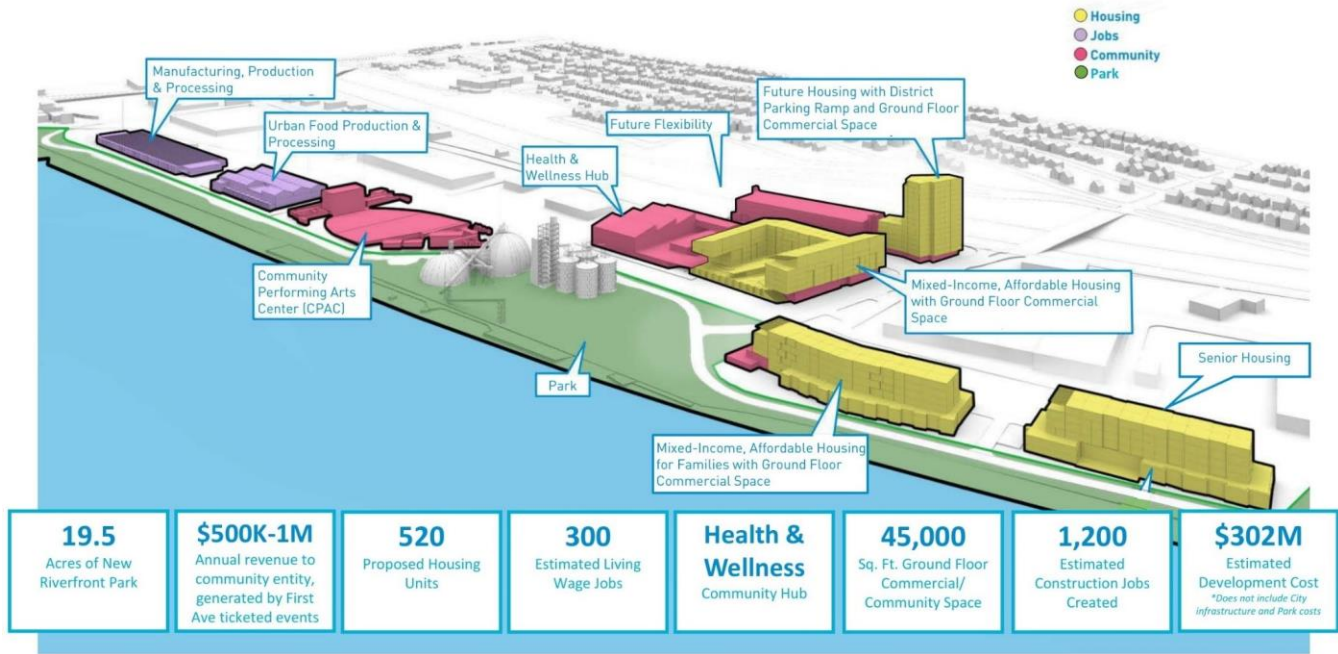 Housing
Jobs
Community
Park
Manufacturing, Production
& Processing
Urban Food Production &
Processing
Future Flexibility
Future Housing with District
Parking Ramp and Ground Floor
Commercial Space
Health &
Wellness Hub
Community
Performing Arts
Center (CPAC)
Mixed-Income, Affordable Housing
with Ground Floor Commercial
Space
Senior Housing
Park
Mixed-Income, Affordable Housing
for Families with Ground Floor
Commercial Space
19.5
Acres of New
Riverfront Park
$500K-1M
Annual revenue to
community entity,
generated by First
Ave ticketed events
520
Proposed Housing
Units
300
Estimated Living
Wage Jobs
Health &
Wellness
Community Hub
45,000
Sq. Ft. Ground Floor
Commercial/
Community Space
1,200
Estimated
Construction Jobs
Created
$302M
Estimated
Development Cost
*Does not include City
infrastructure and Park costs